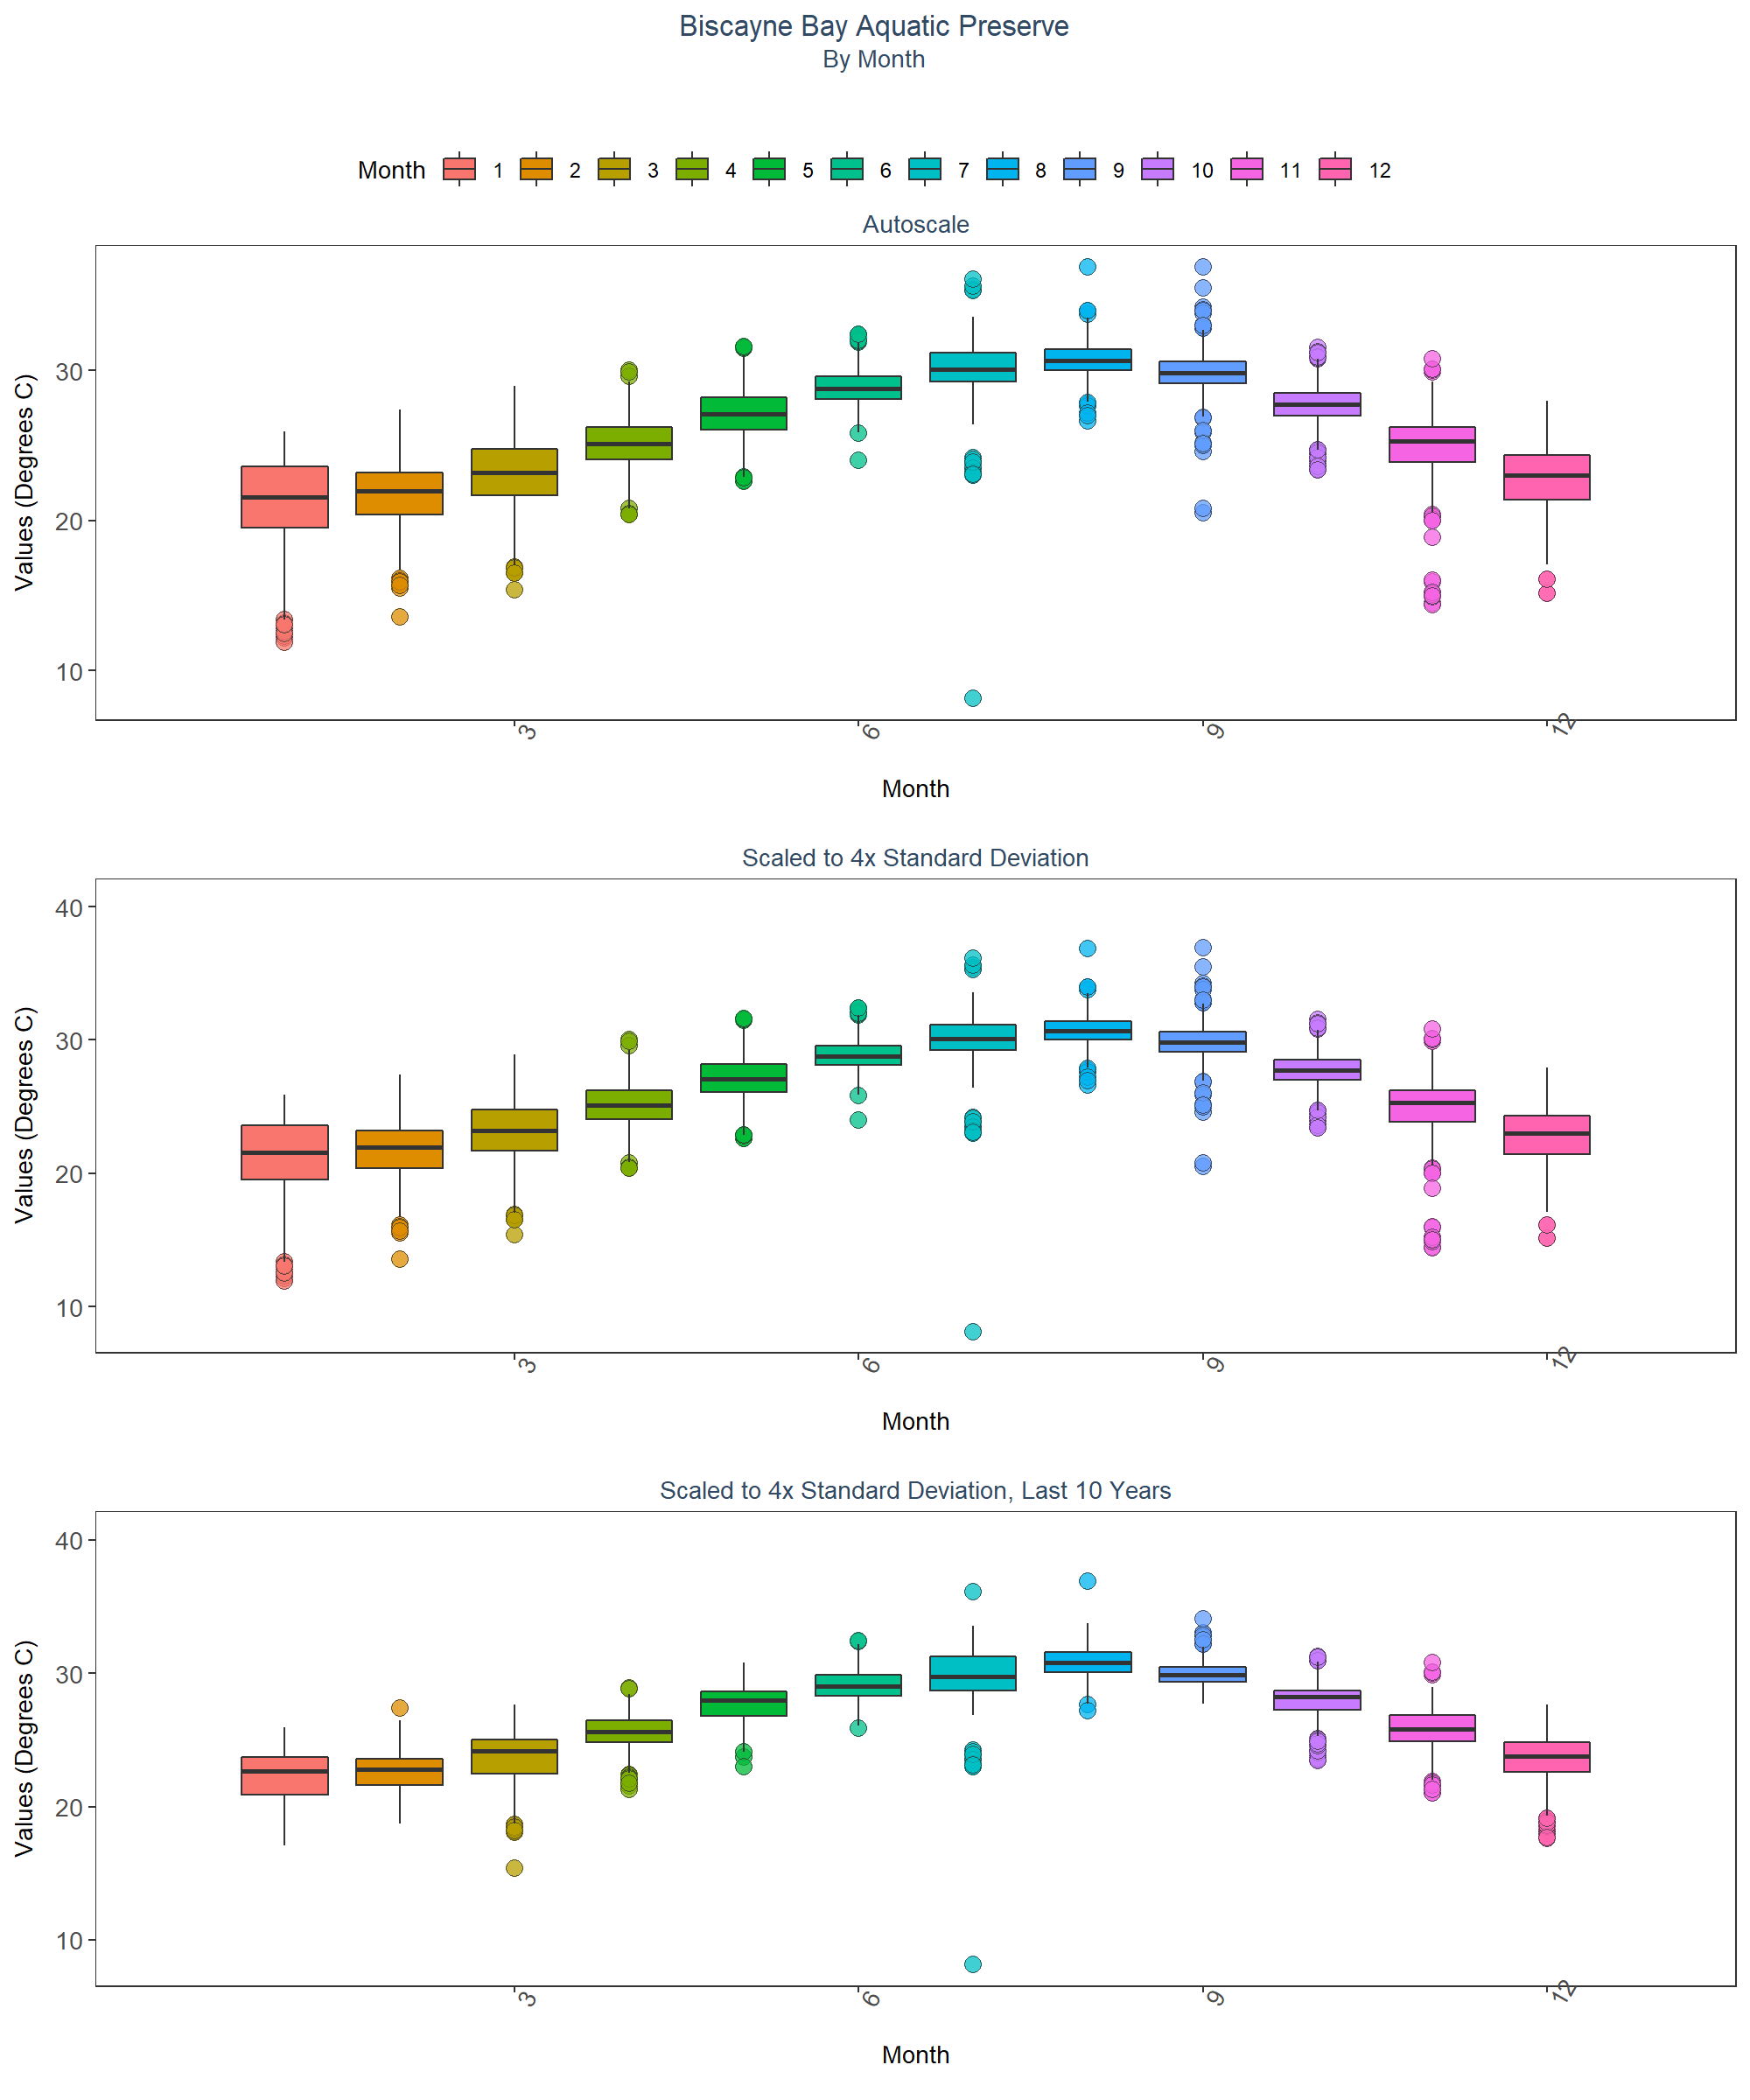 Biscayne Bay Aquatic Preserve
By Month
Month 1 2 3 4 5 6 7 8 9 10 11 12
Autoscale
Values (Degrees C)
30
20
10
3 6 9 12
Month
Scaled to 4x Standard Deviation
Values (Degrees C)
40
30
20
10
3 6 9 12
Month
Scaled to 4x Standard Deviation, Last 10 Years
Values (Degrees C)
40
30
20
10
3 6 9 12
Month